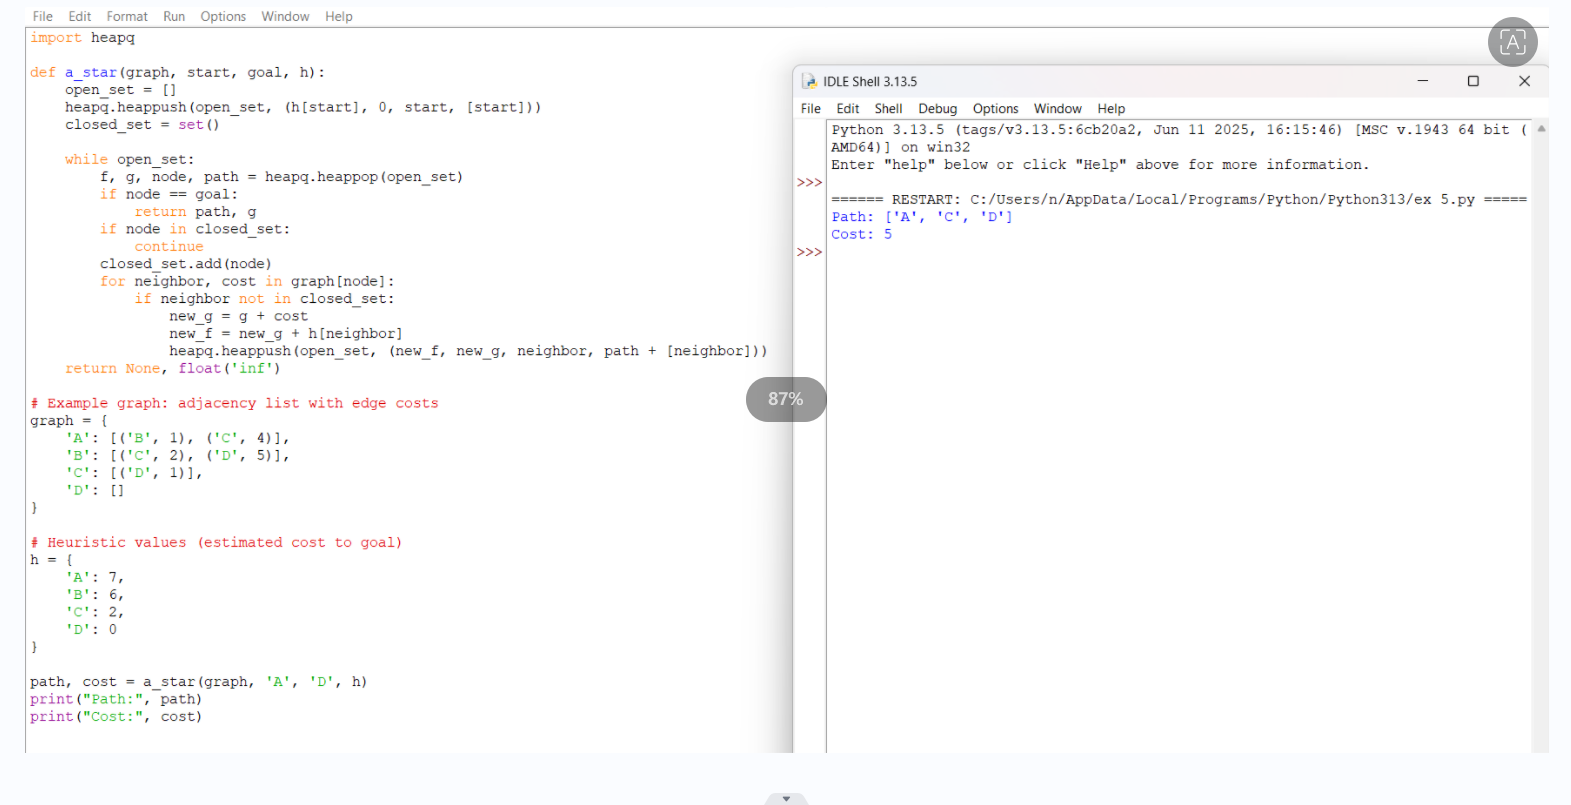 File Edit Format Run Options Window Help
import heapq

def a_star(graph, start, goal, h):
    open_set = []
    heapq.heappush(open_set, (h[start], 0, start, [start]))
    closed_set = set()

    while open_set:
        f, g, node, path = heapq.heappop(open_set)
        if node == goal:
            return path, g
        if node in closed_set:
            continue
        closed_set.add(node)
        for neighbor, cost in graph[node]:
            if neighbor not in closed_set:
                new_g = g + cost
                new_f = new_g + h[neighbor]
                heapq.heappush(open_set, (new_f, new_g, neighbor, path + [neighbor]))
    return None, float('inf')

# Example graph: adjacency list with edge costs
graph = {
    'A': [('B', 1), ('C', 4)],
    'B': [('C', 2), ('D', 5)],
    'C': [('D', 1)],
    'D': []
}

# Heuristic values (estimated cost to goal)
h = {
    'A': 7,
    'B': 6,
    'C': 2,
    'D': 0
}

path, cost = a_star(graph, 'A', 'D', h)
print("Path:", path)
print("Cost:", cost)
A
IDLE Shell 3.13.5
File Edit Shell Debug Options Window Help
Python 3.13.5 (tags/v3.13.5:6cb20a2, Jun 11 2025, 16:15:46) [MSC v.1943 64 bit (
AMD64)] on win32
Enter "help" below or click "Help" above for more information.
>>>
====== RESTART: C:/Users/n/AppData/Local/Programs/Python/Python313/ex 5.py =====
Path: ['A', 'C', 'D']
Cost: 5
>>>
87%